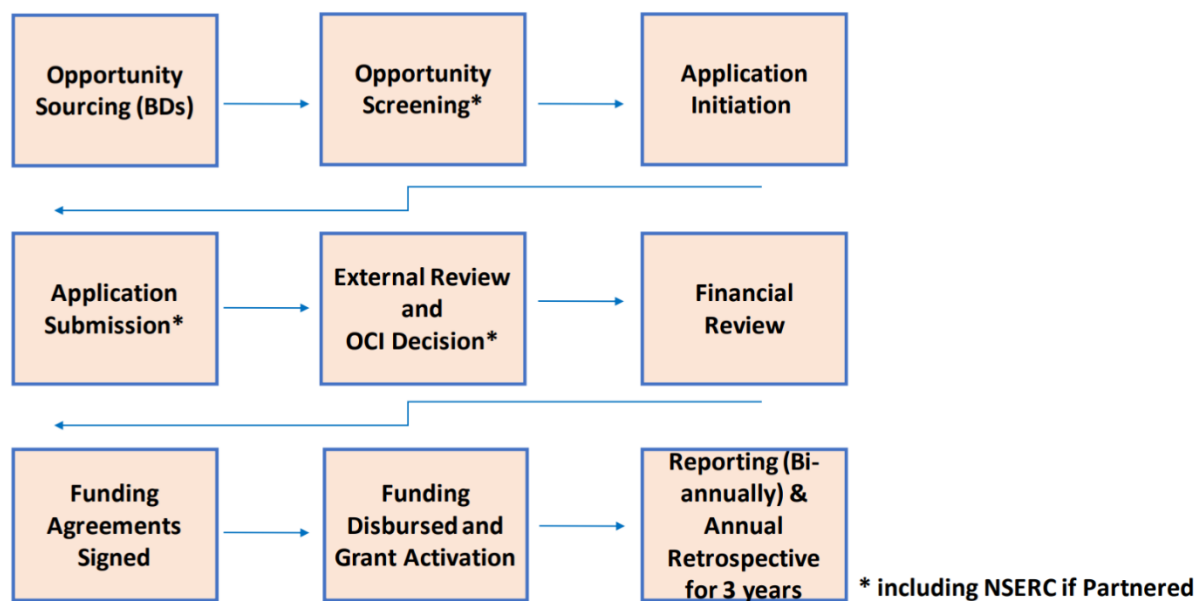 Opportunity
Sourcing (BDs)
Opportunity
Screening*
Application
Initiation
Application
Submission*
External Review
and
OCI Decision*
Financial
Review
Funding
Agreements
Signed
Funding
Disbursed and
Grant Activation
Reporting (Bi-
annually) &
Annual
Retrospective
for 3 years
* including NSERC if Partnered